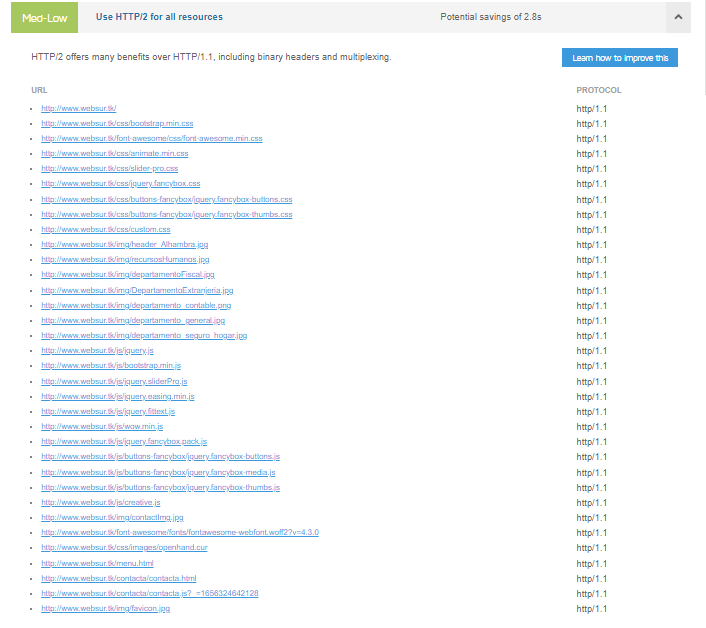 Med-Low Use HTTP/2 for all resources Potential savings of 2.8s
HTTP/2 offers many benefits over HTTP/1.1, including binary headers and multiplexing. Learn how to improve this
URL PROTOCOL
http://www.websur.tk/ http/1.1
http://www.websur.tk/css/bootstrap.min.css http/1.1
http://www.websur.tk/font-awesome/css/font-awesome.min.css http/1.1
http://www.websur.tk/css/animate.min.css http/1.1
http://www.websur.tk/css/slider-pro.css http/1.1
http://www.websur.tk/css/jquery.fancybox.css http/1.1
http://www.websur.tk/css/buttons-fancybox/jquery.fancybox-buttons.css http/1.1
http://www.websur.tk/css/buttons-fancybox/jquery.fancybox-thumbs.css http/1.1
http://www.websur.tk/css/custom.css http/1.1
http://www.websur.tk/img/header_Alhambra.jpg http/1.1
http://www.websur.tk/img/recursosHumanos.jpg http/1.1
http://www.websur.tk/img/departamentoFiscal.jpg http/1.1
http://www.websur.tk/img/DepartamentoExtranjeria.jpg http/1.1
http://www.websur.tk/img/departamento_contable.png http/1.1
http://www.websur.tk/img/departamento_general.jpg http/1.1
http://www.websur.tk/img/departamento_seguro_hogar.jpg http/1.1
http://www.websur.tk/js/jquery.js http/1.1
http://www.websur.tk/js/bootstrap.min.js http/1.1
http://www.websur.tk/js/jquery.sliderPro.js http/1.1
http://www.websur.tk/js/jquery.easing.min.js http/1.1
http://www.websur.tk/js/jquery.fittext.js http/1.1
http://www.websur.tk/js/wow.min.js http/1.1
http://www.websur.tk/js/jquery.fancybox.pack.js http/1.1
http://www.websur.tk/js/buttons-fancybox/jquery.fancybox-buttons.js http/1.1
http://www.websur.tk/js/buttons-fancybox/jquery.fancybox-media.js http/1.1
http://www.websur.tk/js/buttons-fancybox/jquery.fancybox-thumbs.js http/1.1
http://www.websur.tk/js/creative.js http/1.1
http://www.websur.tk/img/contactImg.jpg http/1.1
http://www.websur.tk/font-awesome/fonts/fontawesome-webfont.woff2?v=4.3.0 http/1.1
http://www.websur.tk/css/images/openhand.cur http/1.1
http://www.websur.tk/menu.html http/1.1
http://www.websur.tk/contacta/contacta.html http/1.1
http://www.websur.tk/contacta/contacta.js?_=1656324642128 http/1.1
http://www.websur.tk/img/favicon.jpg http/1.1